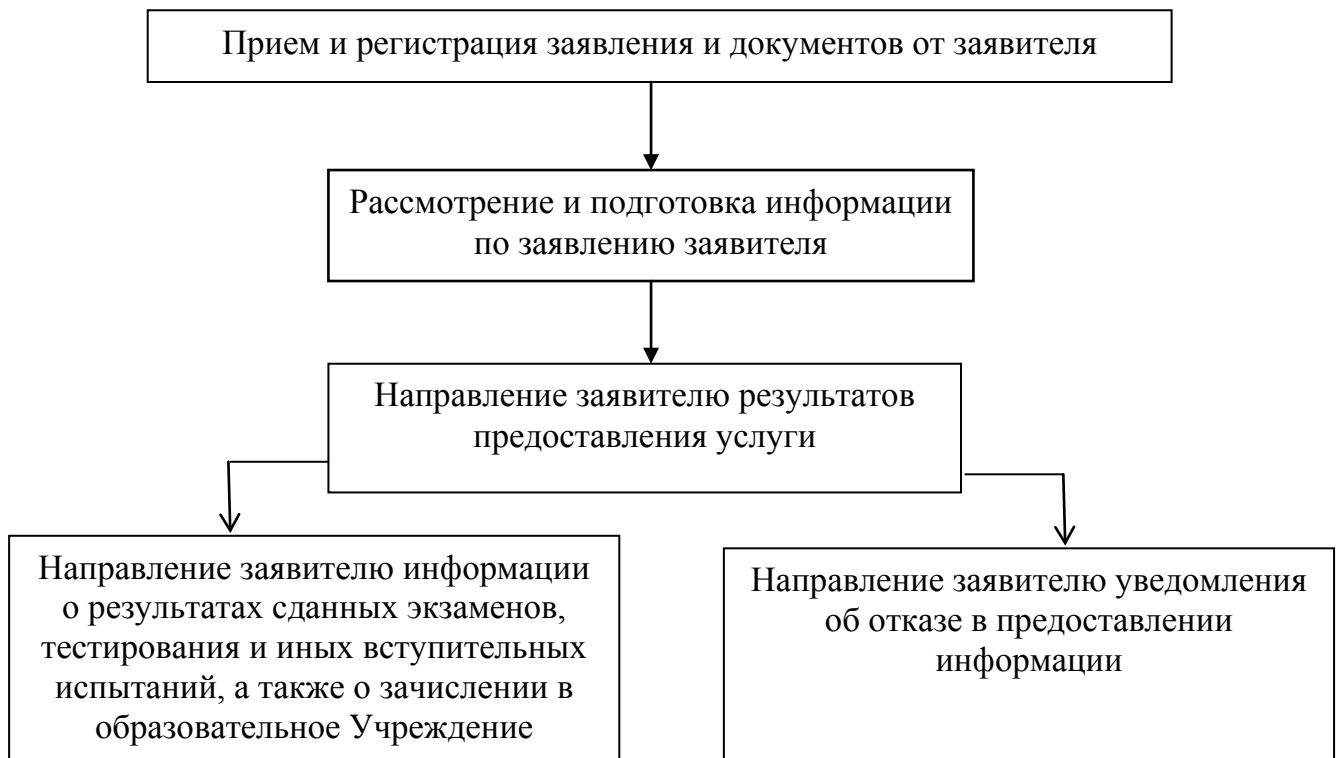 Прием и регистрация заявления и документов от заявителя
Рассмотрение и подготовка информации
по заявлению заявителя
Направление заявителю результатов
предоставления услуги
Направление заявителю информации
о результатах сданных экзаменов,
тестирования и иных вступительных
испытаний, а также о зачислении в
образовательное Учреждение
Направление заявителю уведомления
об отказе в предоставлении
информации